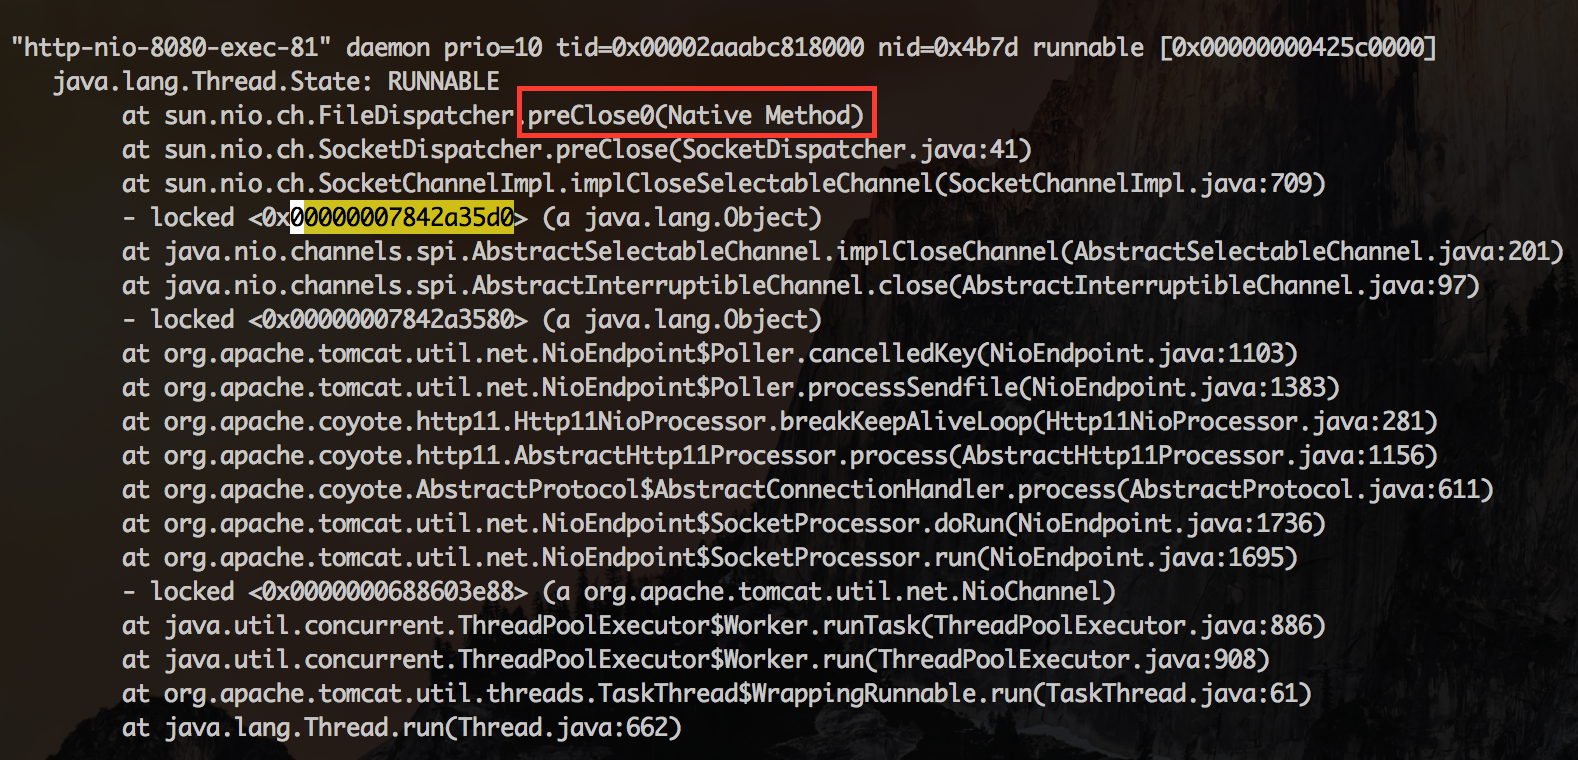 "http-nio-8080-exec-81" daemon prio=10 tid=0x00002aaabc818000 nid=0x4b7d runnable [0x00000000425c0000]
java.lang.Thread.State: RUNNABLE
at sun.nio.ch.FileDispatcher.preClose0(Native Method)
at sun.nio.ch.SocketDispatcher.preClose(SocketDispatcher.java:41)
at sun.nio.ch.SocketChannelImpl.implCloseSelectableChannel(SocketChannelImpl.java:709)
- locked <0x00000007842a35d0> (a java.lang.Object)
at java.nio.channels.spi.AbstractSelectableChannel.implCloseChannel(AbstractSelectableChannel.java:201)
at java.nio.channels.spi.AbstractInterruptibleChannel.close(AbstractInterruptibleChannel.java:97)
- locked <0x00000007842a3580> (a java.lang.Object)
at org.apache.tomcat.util.net.NioEndpoint$Poller.cancelledKey(NioEndpoint.java:1103)
at org.apache.tomcat.util.net.NioEndpoint$Poller.processSendfile(NioEndpoint.java:1383)
at org.apache.coyote.http11.Http11NioProcessor.breakKeepAliveLoop(Http11NioProcessor.java:281)
at org.apache.coyote.http11.AbstractHttp11Processor.process(AbstractHttp11Processor.java:1156)
at org.apache.coyote.AbstractProtocol$AbstractConnectionHandler.process(AbstractProtocol.java:611)
at org.apache.tomcat.util.net.NioEndpoint$SocketProcessor.doRun(NioEndpoint.java:1736)
at org.apache.tomcat.util.net.NioEndpoint$SocketProcessor.run(NioEndpoint.java:1695)
- locked <0x0000000688603e88> (a org.apache.tomcat.util.net.NioChannel)
at java.util.concurrent.ThreadPoolExecutor$Worker.runTask(ThreadPoolExecutor.java:886)
at java.util.concurrent.ThreadPoolExecutor$Worker.run(ThreadPoolExecutor.java:908)
at org.apache.tomcat.util.threads.TaskThread$WrappingRunnable.run(TaskThread.java:61)
at java.lang.Thread.run(Thread.java:662)